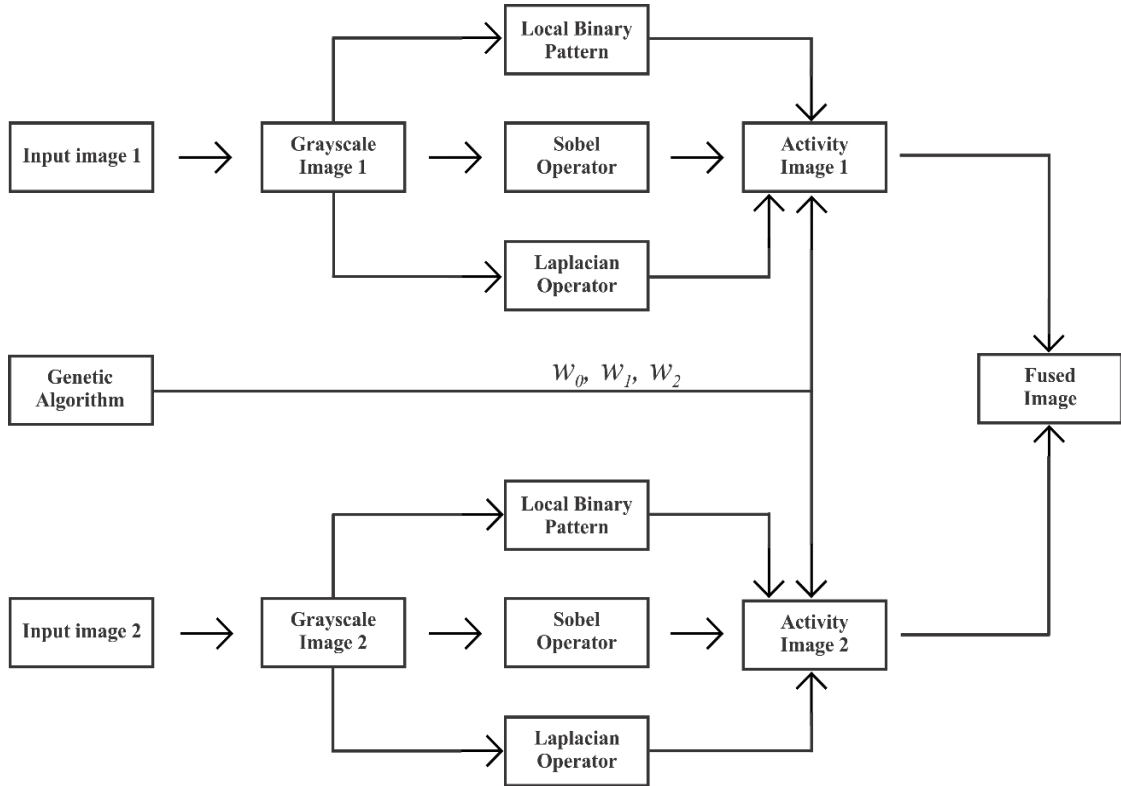 Local Binary
Pattern
Input image 1
Grayscale
Image 1
Sobel
Operator
Activity
Image 1
Laplacian
Operator
Genetic
Algorithm
w₀, w₁, w₂
Fused
Image
Local Binary
Pattern
Input image 2
Grayscale
Image 2
Sobel
Operator
Activity
Image 2
Laplacian
Operator